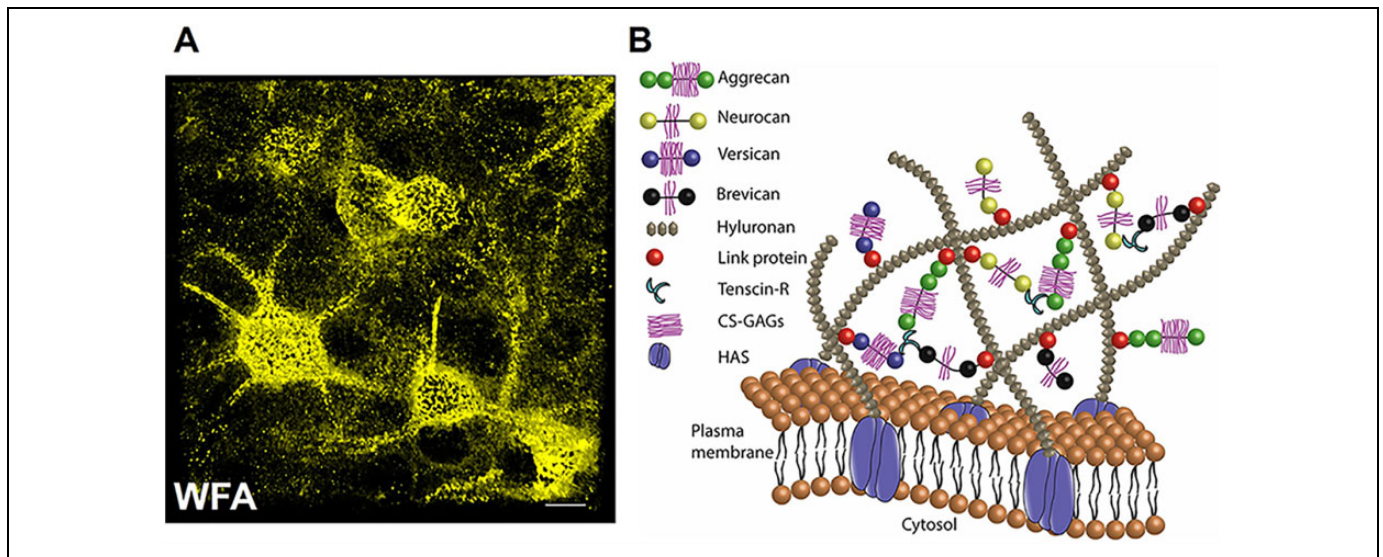 A
WFA
B
Aggrecan
Neurocan
Versican
Brevican
Hyluronan
Link protein
Tenscin-R
CS-GAGs
HAS
Plasma
membrane
Cytosol